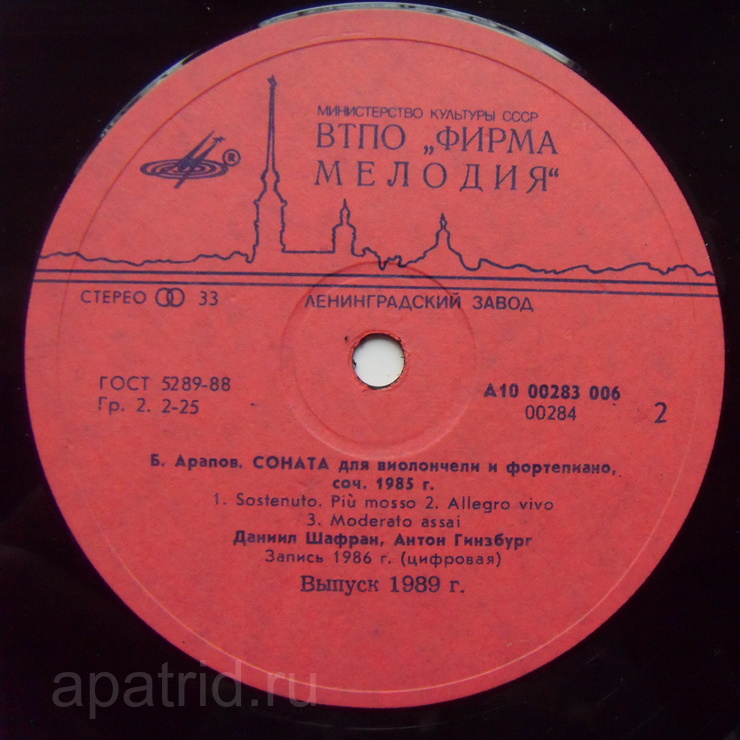 МИНИСТЕРСТВО КУЛЬТУРЫ СССР
ВТПО „ФИРМА
МЕЛОДИЯ“
®
СТЕРЕО 33
ЛЕНИНГРАДСКИЙ ЗАВОД
ГОСТ 5289-88
Гр. 2. 2-25
А10 00283 006
00284
2
Б. Арапов. СОНАТА для виолончели и фортепиано,
соч. 1985 г.
1. Sostenuto. Più mosso 2. Allegro vivo
3. Moderato assai
Даниил Шафран, Антон Гинзбург
Запись 1986 г. (цифровая)
Выпуск 1989 г.
apatrid.ru